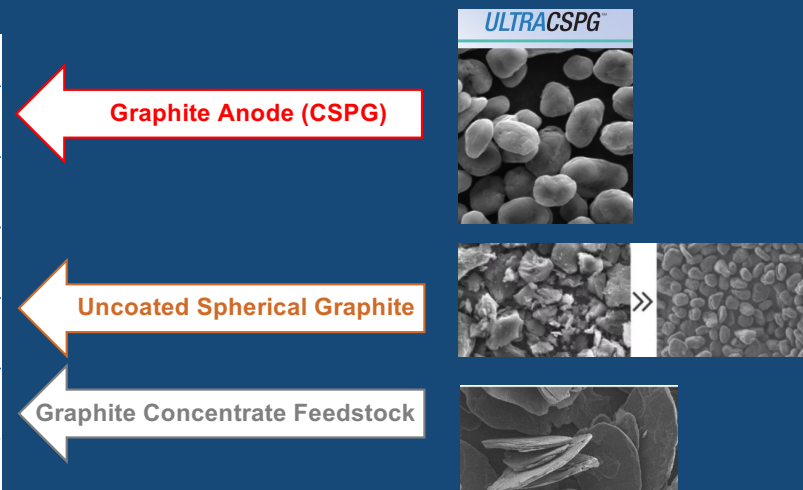 ULTRACSPG™
Graphite Anode (CSPG)
Uncoated Spherical Graphite
Graphite Concentrate Feedstock